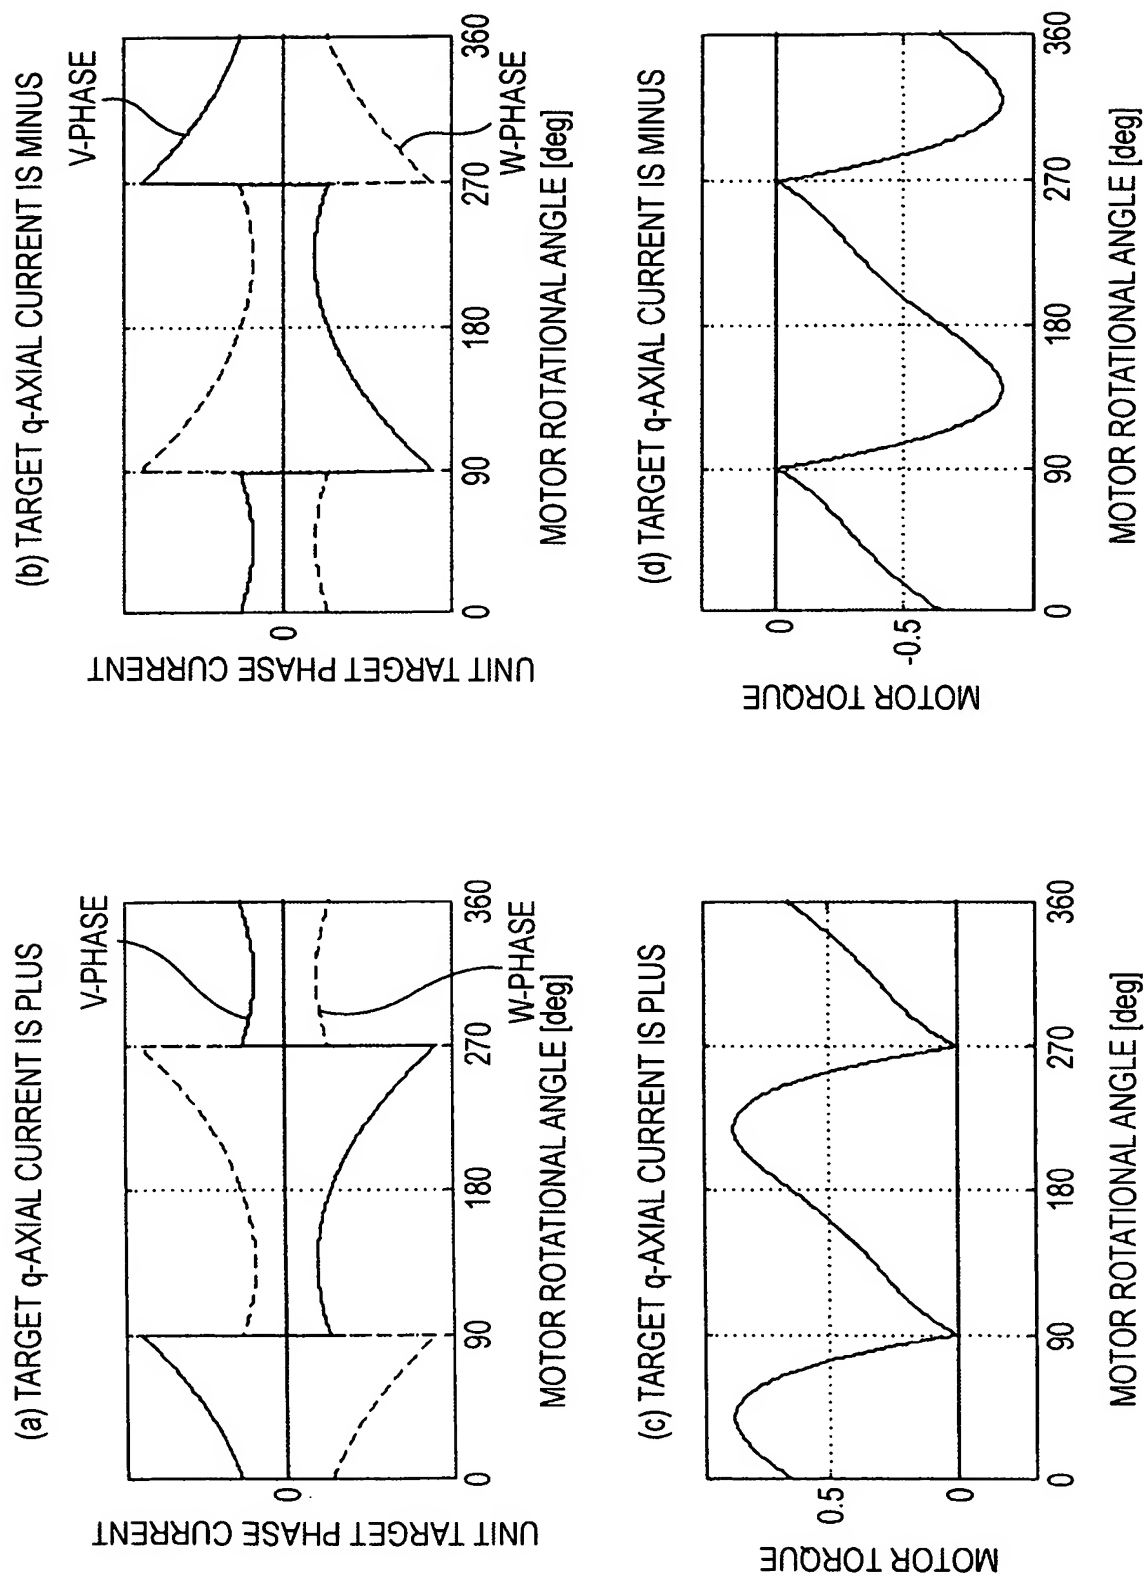 (a) TARGET q-AXIAL CURRENT IS PLUS
V-PHASE
UNIT TARGET PHASE CURRENT
0
0 90 180 270 360
W-PHASE
MOTOR ROTATIONAL ANGLE [deg]
(b) TARGET q-AXIAL CURRENT IS MINUS
V-PHASE
UNIT TARGET PHASE CURRENT
0
0 90 180 270 360
W-PHASE
MOTOR ROTATIONAL ANGLE [deg]
(c) TARGET q-AXIAL CURRENT IS PLUS
MOTOR TORQUE
0.5
0
0 90 180 270 360
MOTOR ROTATIONAL ANGLE [deg]
(d) TARGET q-AXIAL CURRENT IS MINUS
MOTOR TORQUE
0
-0.5
0 90 180 270 360
MOTOR ROTATIONAL ANGLE [deg]